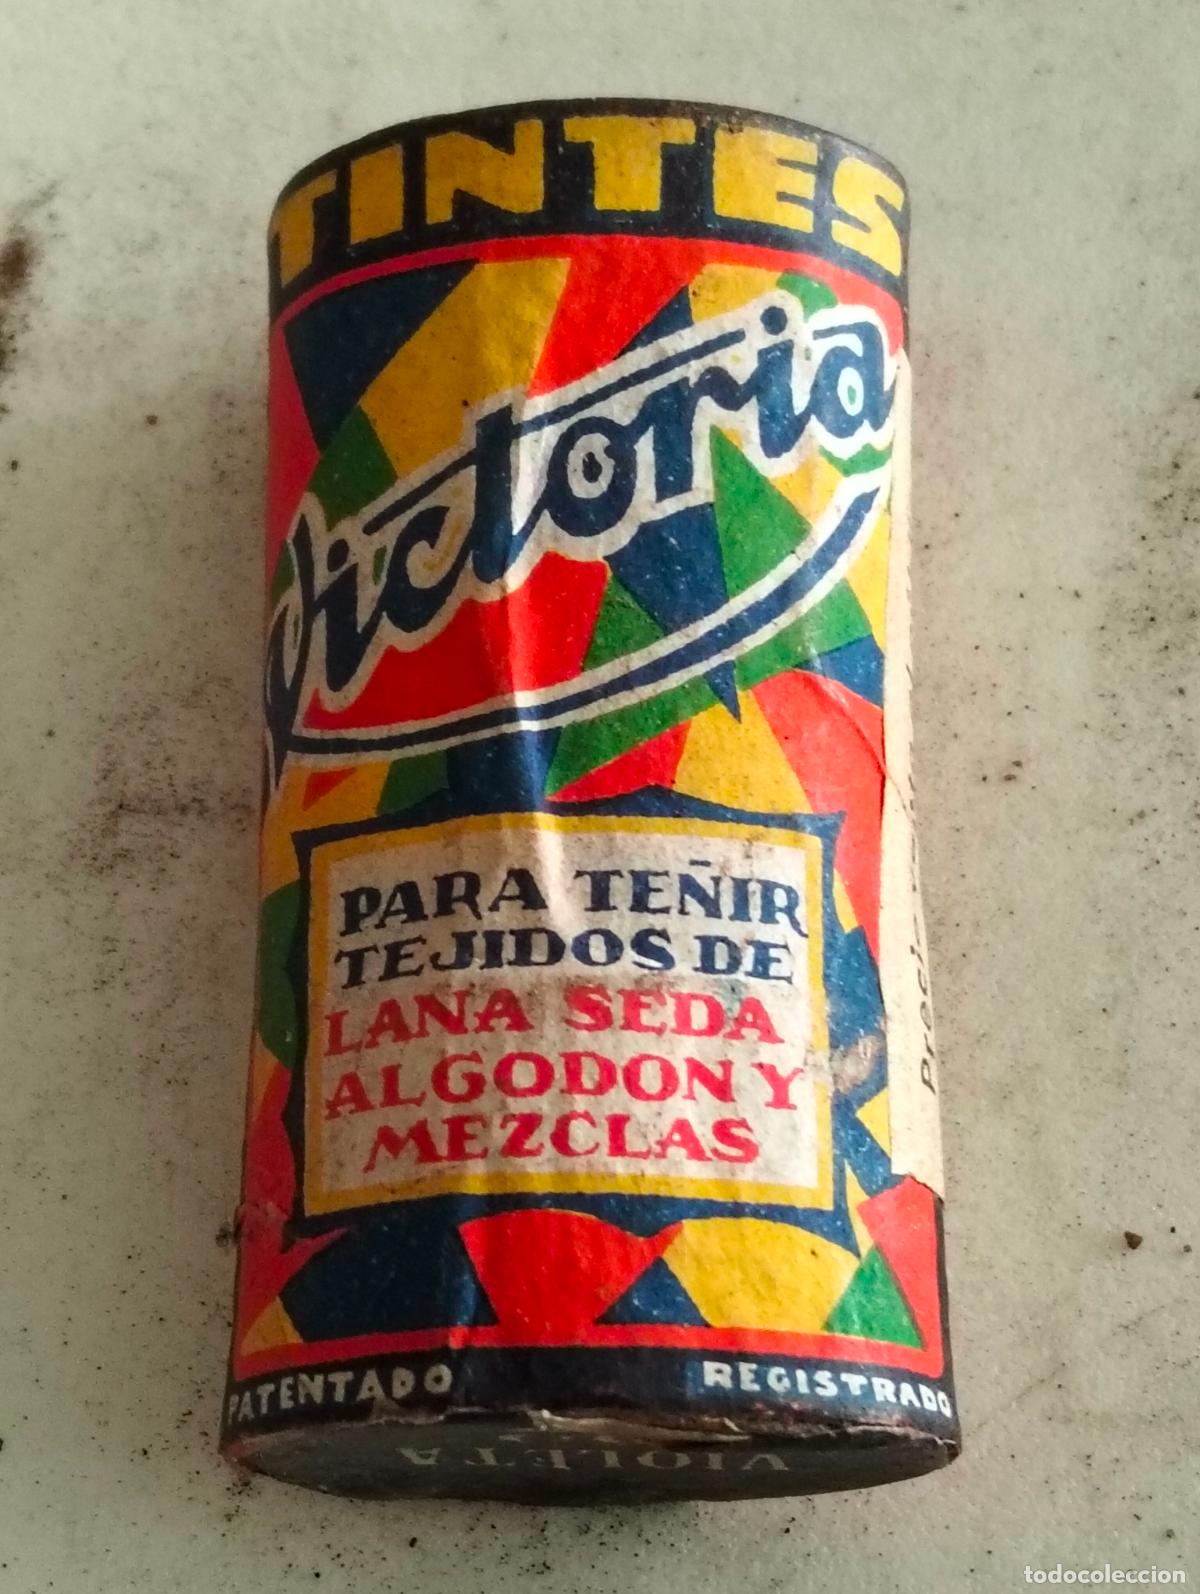 TINTES
Victoria
PARA TEÑIR
TEJIDOS DE
LANA SEDA
ALGODON Y
MEZCLAS
PATENTADO REGISTRADO
VIOLETA
todocoleccion